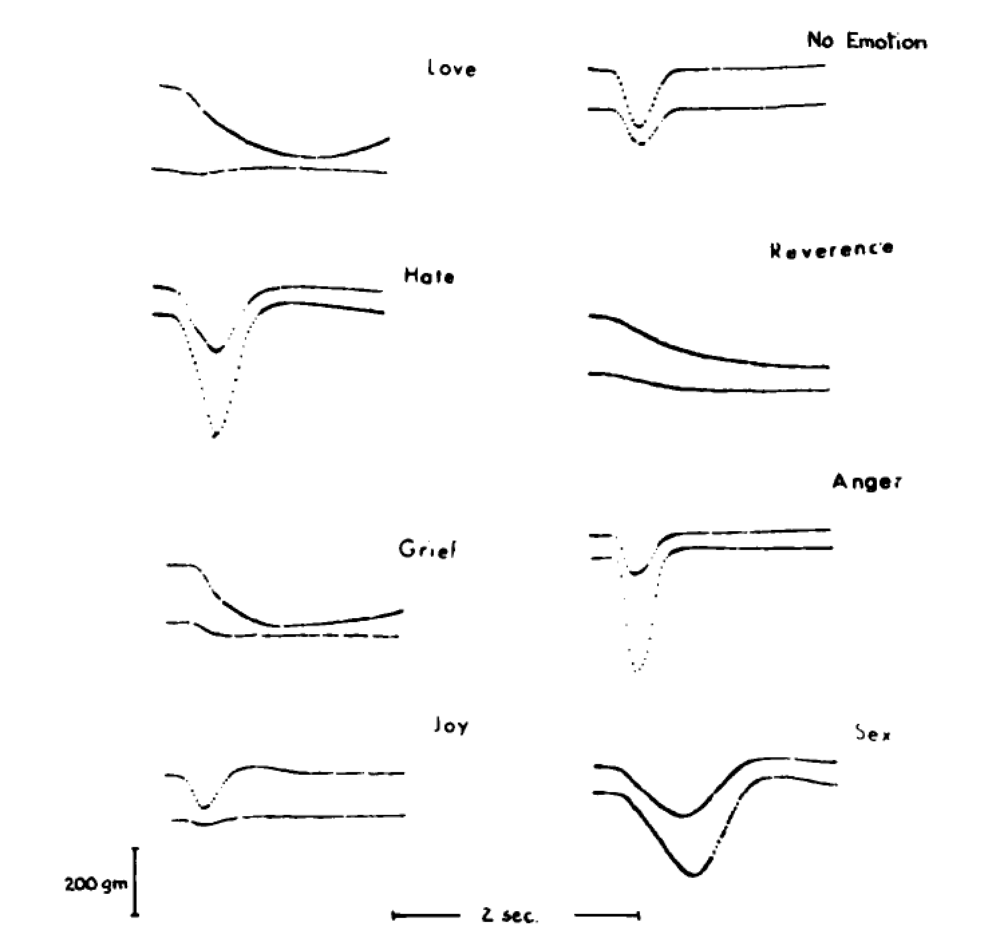 Love
No Emotion
Hate
Reverence
Grief
Anger
Joy
Sex
200 gm
2 sec.